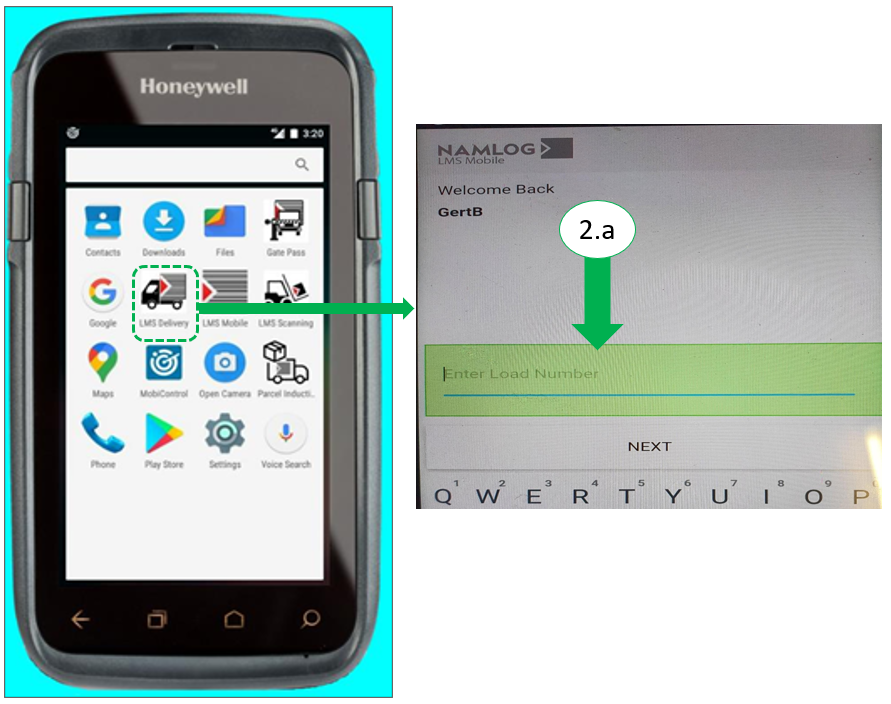 Honeywell
3:20
Contacts
Downloads
Files
Gate Pass
Google
LMS Delivery
LMS Mobile
LMS Scanning
Maps
MobiControl
Open Camera
Parcel Inducti..
Phone
Play Store
Settings
Voice Search
NAMLOG
LMS Mobile
Welcome Back
GertB
2.a
Enter Load Number
NEXT
1 2 3 4 5 6 7 8 9
Q W E R T Y U I O P